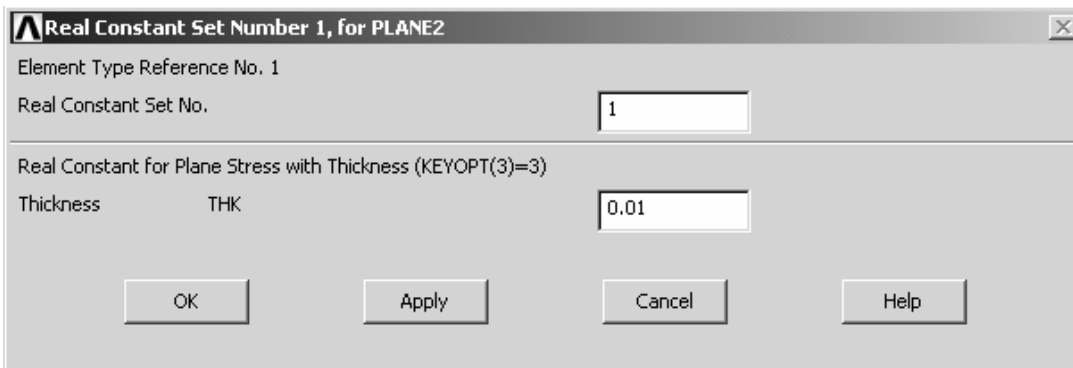 Real Constant Set Number 1, for PLANE2
Element Type Reference No. 1
Real Constant Set No. 1
Real Constant for Plane Stress with Thickness (KEYOPT(3)=3)
Thickness THK 0.01
OK Apply Cancel Help